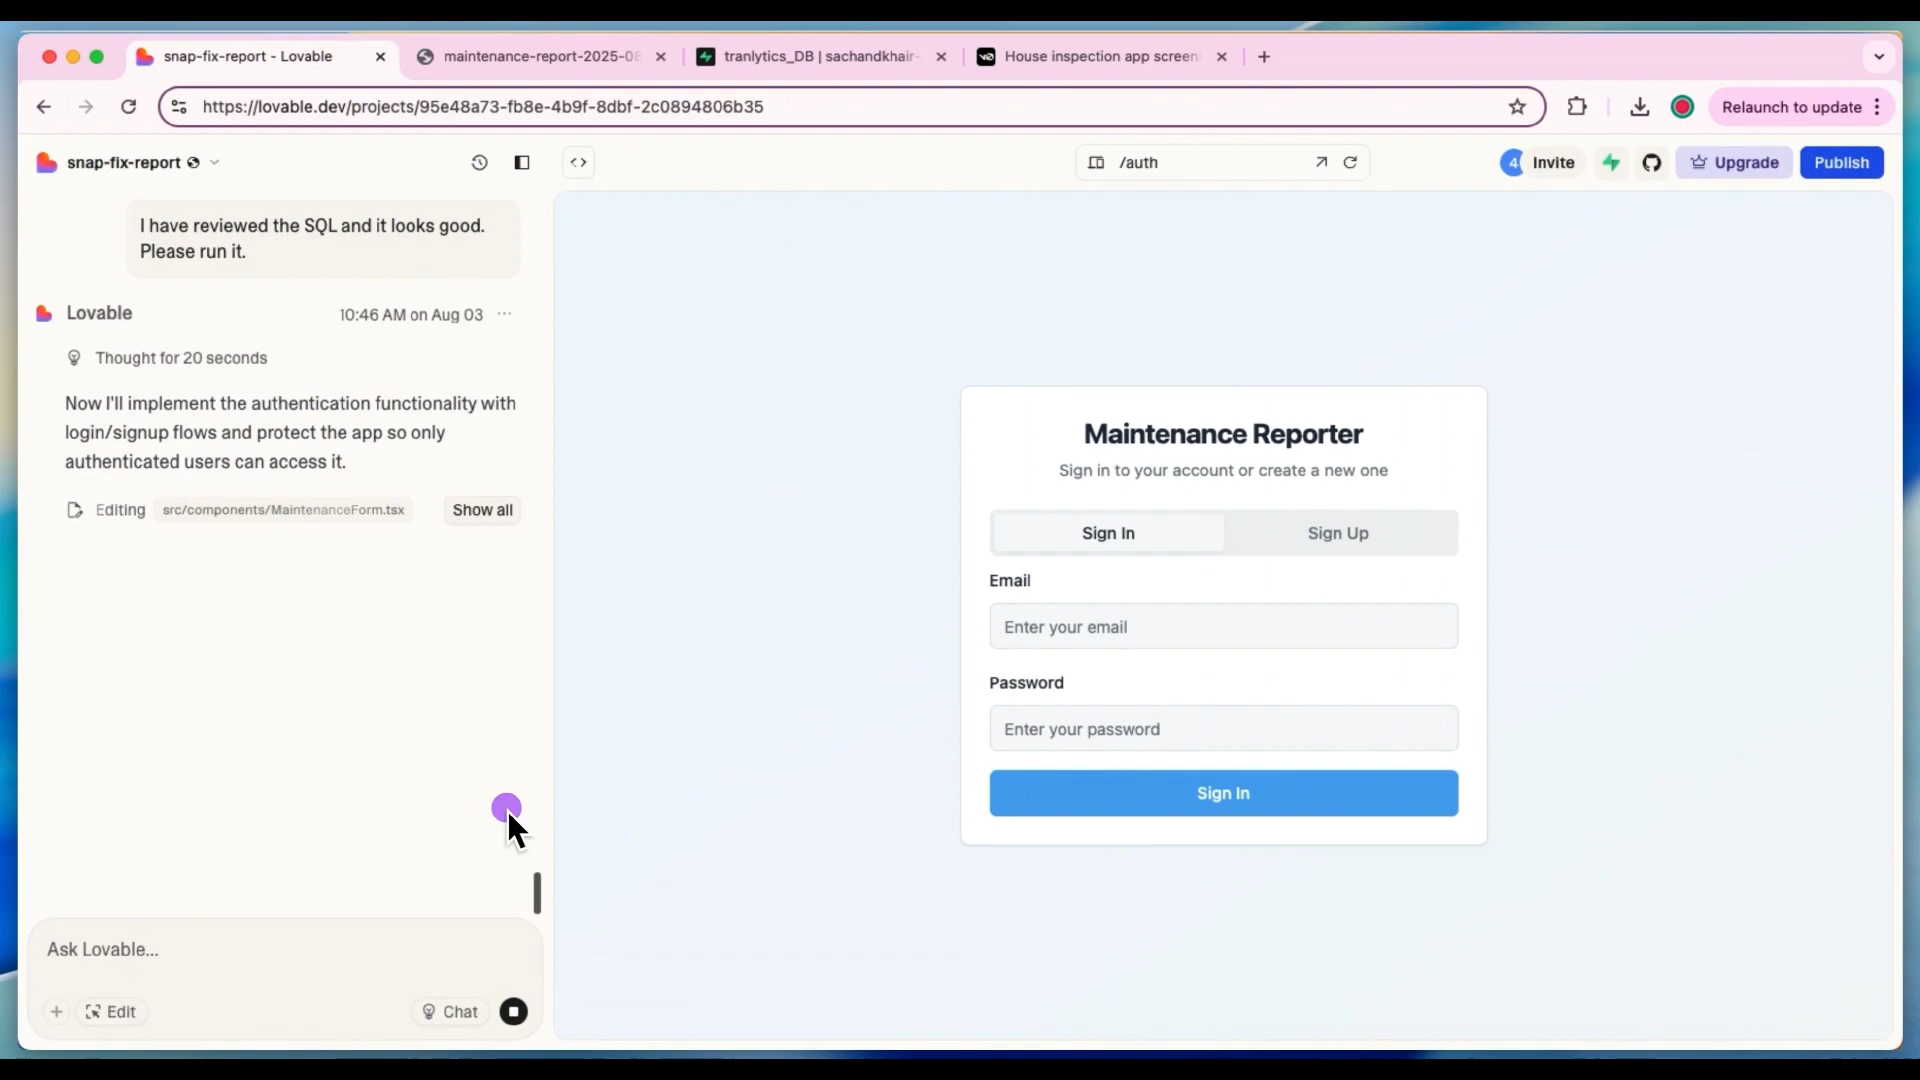 snap-fix-report - Lovable
maintenance-report-2025-08
tranlytics_DB | sachandkhair-
House inspection app screen
https://lovable.dev/projects/95e48a73-fb8e-4b9f-8dbf-2c0894806b35
Relaunch to update
snap-fix-report
/auth
4
Invite
Upgrade
Publish
I have reviewed the SQL and it looks good.
Please run it.
Lovable
10:46 AM on Aug 03
Thought for 20 seconds
Now I'll implement the authentication functionality with
login/signup flows and protect the app so only
authenticated users can access it.
Editing
src/components/MaintenanceForm.tsx
Show all
Ask Lovable...
Edit
Chat
Maintenance Reporter
Sign in to your account or create a new one
Sign In
Sign Up
Email
Enter your email
Password
Enter your password
Sign In